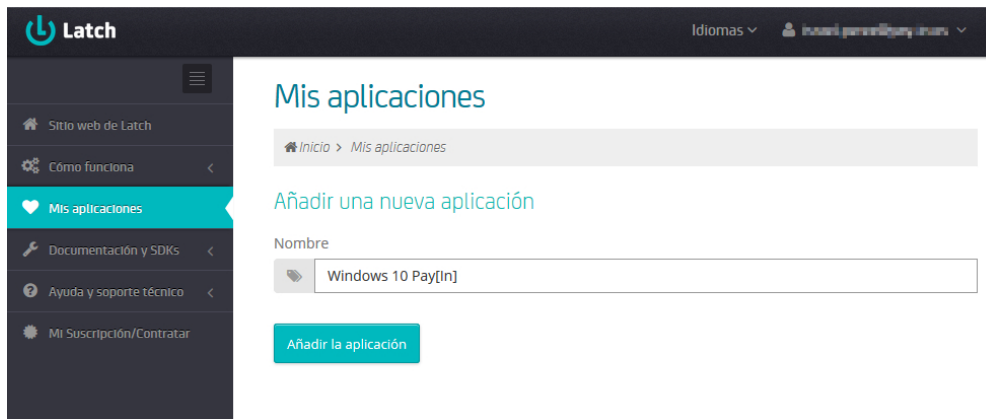 Latch
Idiomas
Mis aplicaciones
Sitio web de Latch
Inicio > Mis aplicaciones
Cómo funciona
Mis aplicaciones
Añadir una nueva aplicación
Documentación y SDKs
Nombre
Windows 10 Pay[In]
Ayuda y soporte técnico
Mi Suscripción/Contratar
Añadir la aplicación